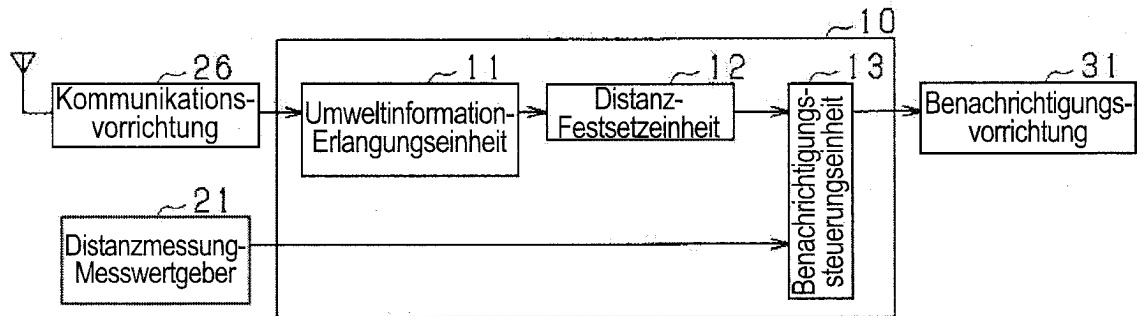 10
26
Kommunikations-
vorrichtung
11
Umweltinformation-
Erlangungseinheit
12
Distanz-
Festsetzeinheit
13
Benachrichtigungs-
steuerungseinheit
31
Benachrichtigungs-
vorrichtung
21
Distanzmessung-
Messwertgeber